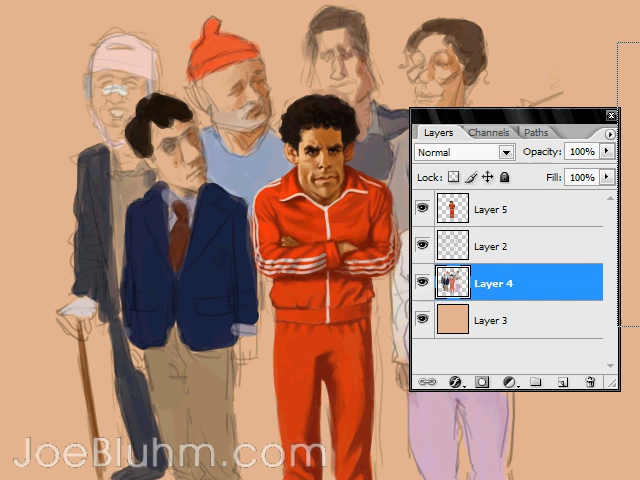 Layers Channels Paths
Normal Opacity: 100%
Lock: Fill: 100%
Layer 5
Layer 2
Layer 4
Layer 3
JoeBluhm.com